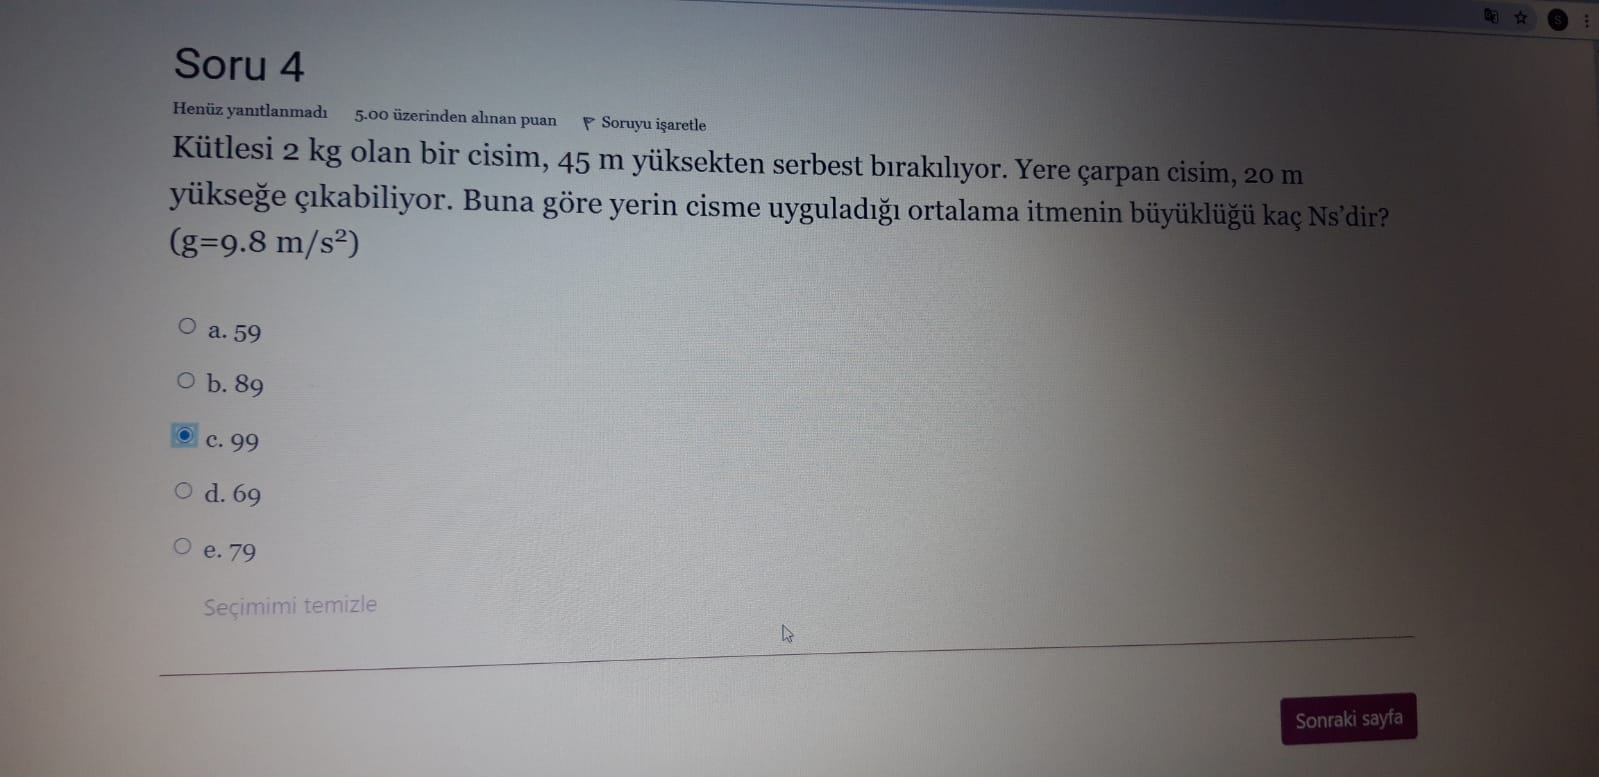 Soru 4
Henüz yanıtlanmadı 5.00 üzerinden alınan puan Soruyu işaretle
Kütlesi 2 kg olan bir cisim, 45 m yüksekten serbest bırakılıyor. Yere çarpan cisim, 20 m
yükseğe çıkabiliyor. Buna göre yerin cisme uyguladığı ortalama itmenin büyüklüğü kaç Ns'dir?
(g=9.8 m/s²)
a. 59
b. 89
c. 99
d. 69
e. 79
Seçimimi temizle
Sonraki sayfa